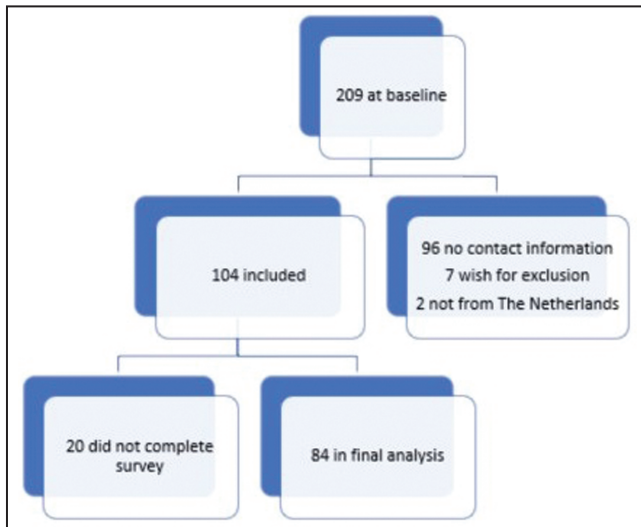 209 at baseline
104 included
96 no contact information
7 wish for exclusion
2 not from The Netherlands
20 did not complete
survey
84 in final analysis